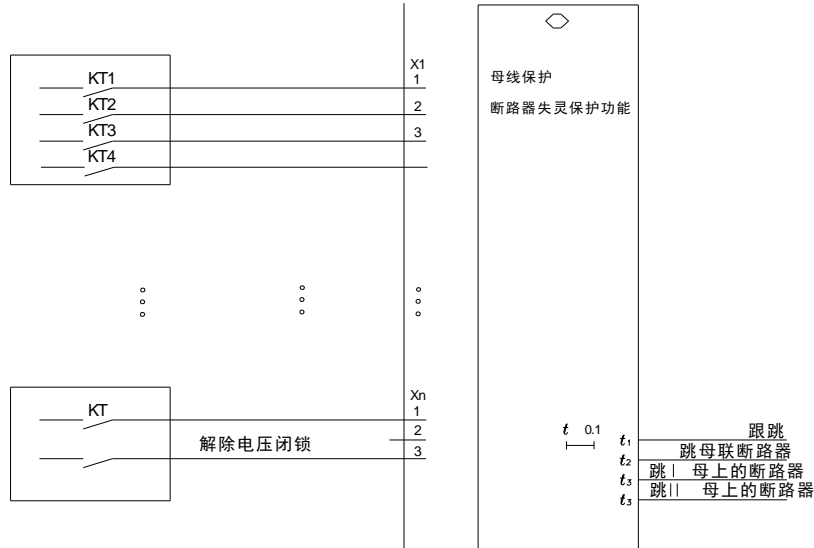 X1
KT1
1
KT2
2
KT3
3
KT4
母线保护
断路器失灵保护功能
Xn
KT
1
2
解除电压闭锁
3
t 0.1
t₁ 跟跳
t₂ 跳母联断路器
t₃ 跳Ⅰ 母上的断路器
t₃ 跳Ⅱ 母上的断路器